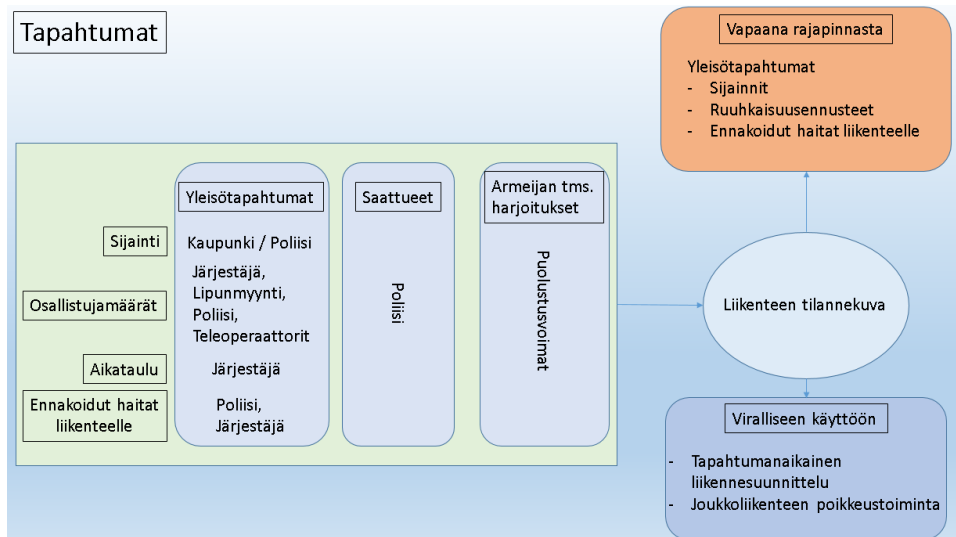 Tapahtumat
Vapaana rajapinnasta
Yleisötapahtumat
- Sijainnit
- Ruuhkaisuusennusteet
- Ennakoidut haitat liikenteelle
Yleisötapahtumat
Saattueet
Armeijan tms.
harjoitukset
Sijainti
Kaupunki / Poliisi
Osallistujamäärät
Järjestäjä,
Lipunmyynti,
Poliisi,
Teleoperaattorit
Aikataulu
Järjestäjä
Ennakoidut haitat
liikenteelle
Poliisi,
Järjestäjä
Poliisi
Puolustusvoimat
Liikenteen tilannekuva
Viralliseen käyttöön
- Tapahtumanaikainen
liikennesuunnittelu
- Joukkoliikenteen poikkeustoiminta